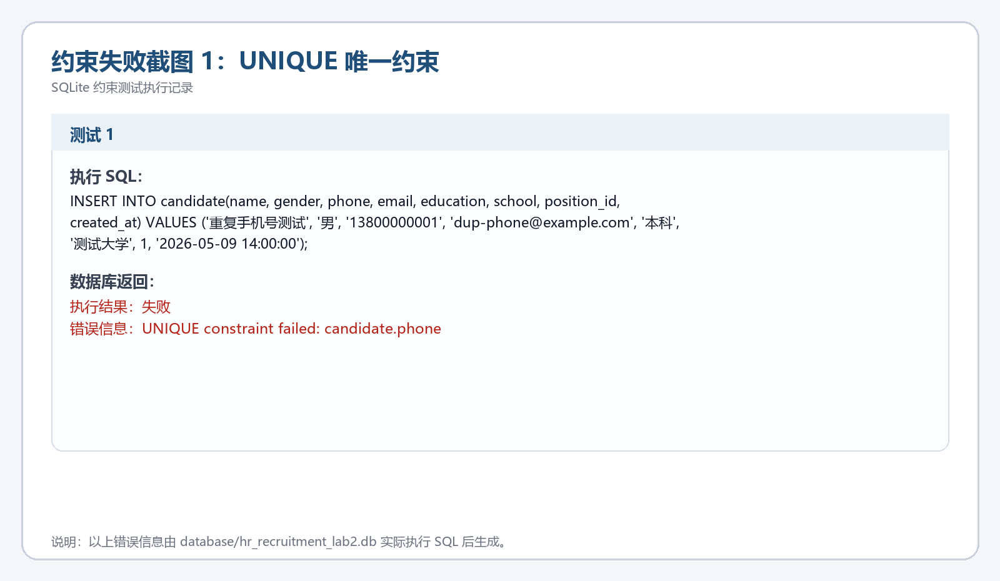 约束失败截图 1：UNIQUE 唯一约束
SQLite 约束测试执行记录
测试 1
执行 SQL：
INSERT INTO candidate(name, gender, phone, email, education, school, position_id,
created_at) VALUES ('重复手机号测试', '男', '13800000001', 'dup-phone@example.com', '本科',
'测试大学', 1, '2026-05-09 14:00:00');
数据库返回：
执行结果：失败
错误信息：UNIQUE constraint failed: candidate.phone
说明：以上错误信息由 database/hr_recruitment_lab2.db 实际执行 SQL 后生成。